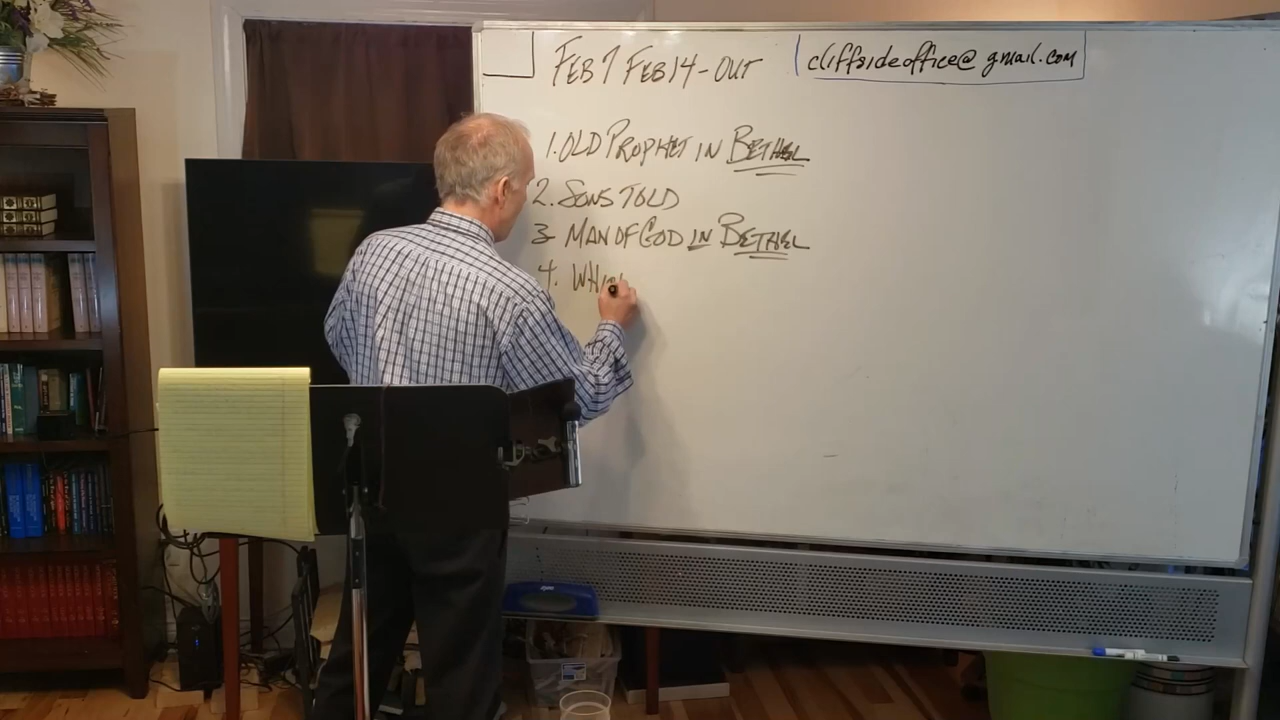 FEB 7 FEB 14 - OUT
cliffsideoffice@gmail.com
1. OLD PROPHET IN BETHEL
2. SONS TOLD
3- MAN OF GOD IN BETHEL
4. WH